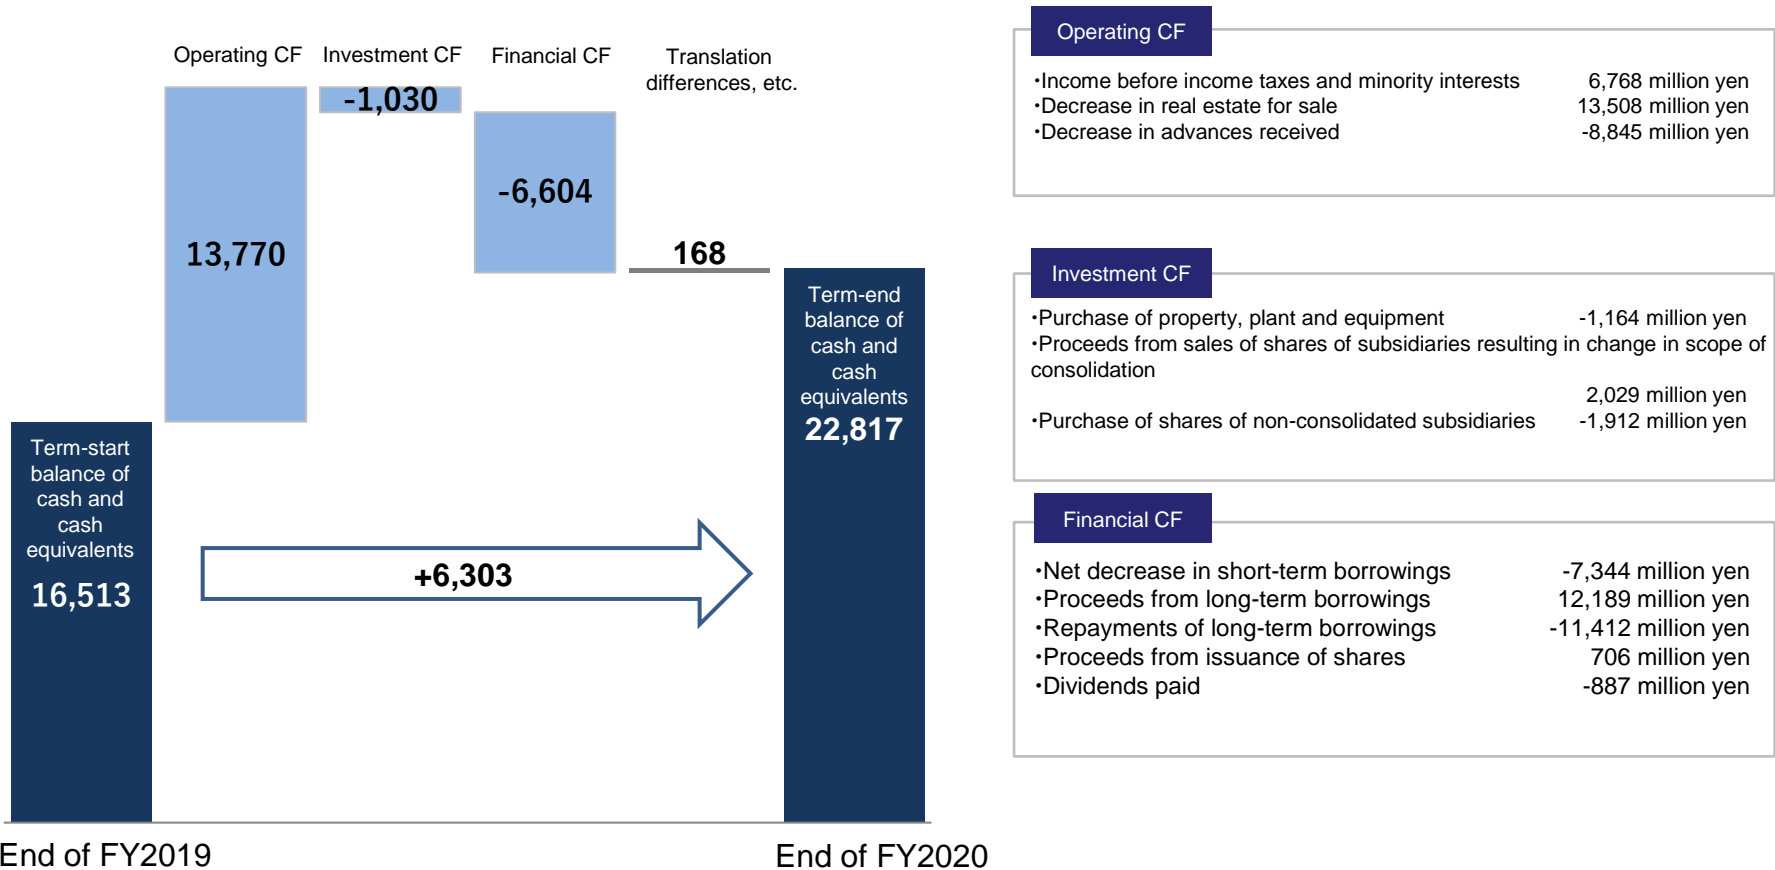 Operating CF
Investment CF
Financial CF
Translation
differences, etc.
13,770
-1,030
-6,604
168
Term-start
balance of
cash and
cash
equivalents
16,513
+6,303
Term-end
balance of
cash and
cash
equivalents
22,817
End of FY2019
End of FY2020
Operating CF
・Income before income taxes and minority interests 6,768 million yen
・Decrease in real estate for sale 13,508 million yen
・Decrease in advances received -8,845 million yen
Investment CF
・Purchase of property, plant and equipment -1,164 million yen
・Proceeds from sales of shares of subsidiaries resulting in change in scope of
consolidation
2,029 million yen
・Purchase of shares of non-consolidated subsidiaries -1,912 million yen
Financial CF
・Net decrease in short-term borrowings -7,344 million yen
・Proceeds from long-term borrowings 12,189 million yen
・Repayments of long-term borrowings -11,412 million yen
・Proceeds from issuance of shares 706 million yen
・Dividends paid -887 million yen